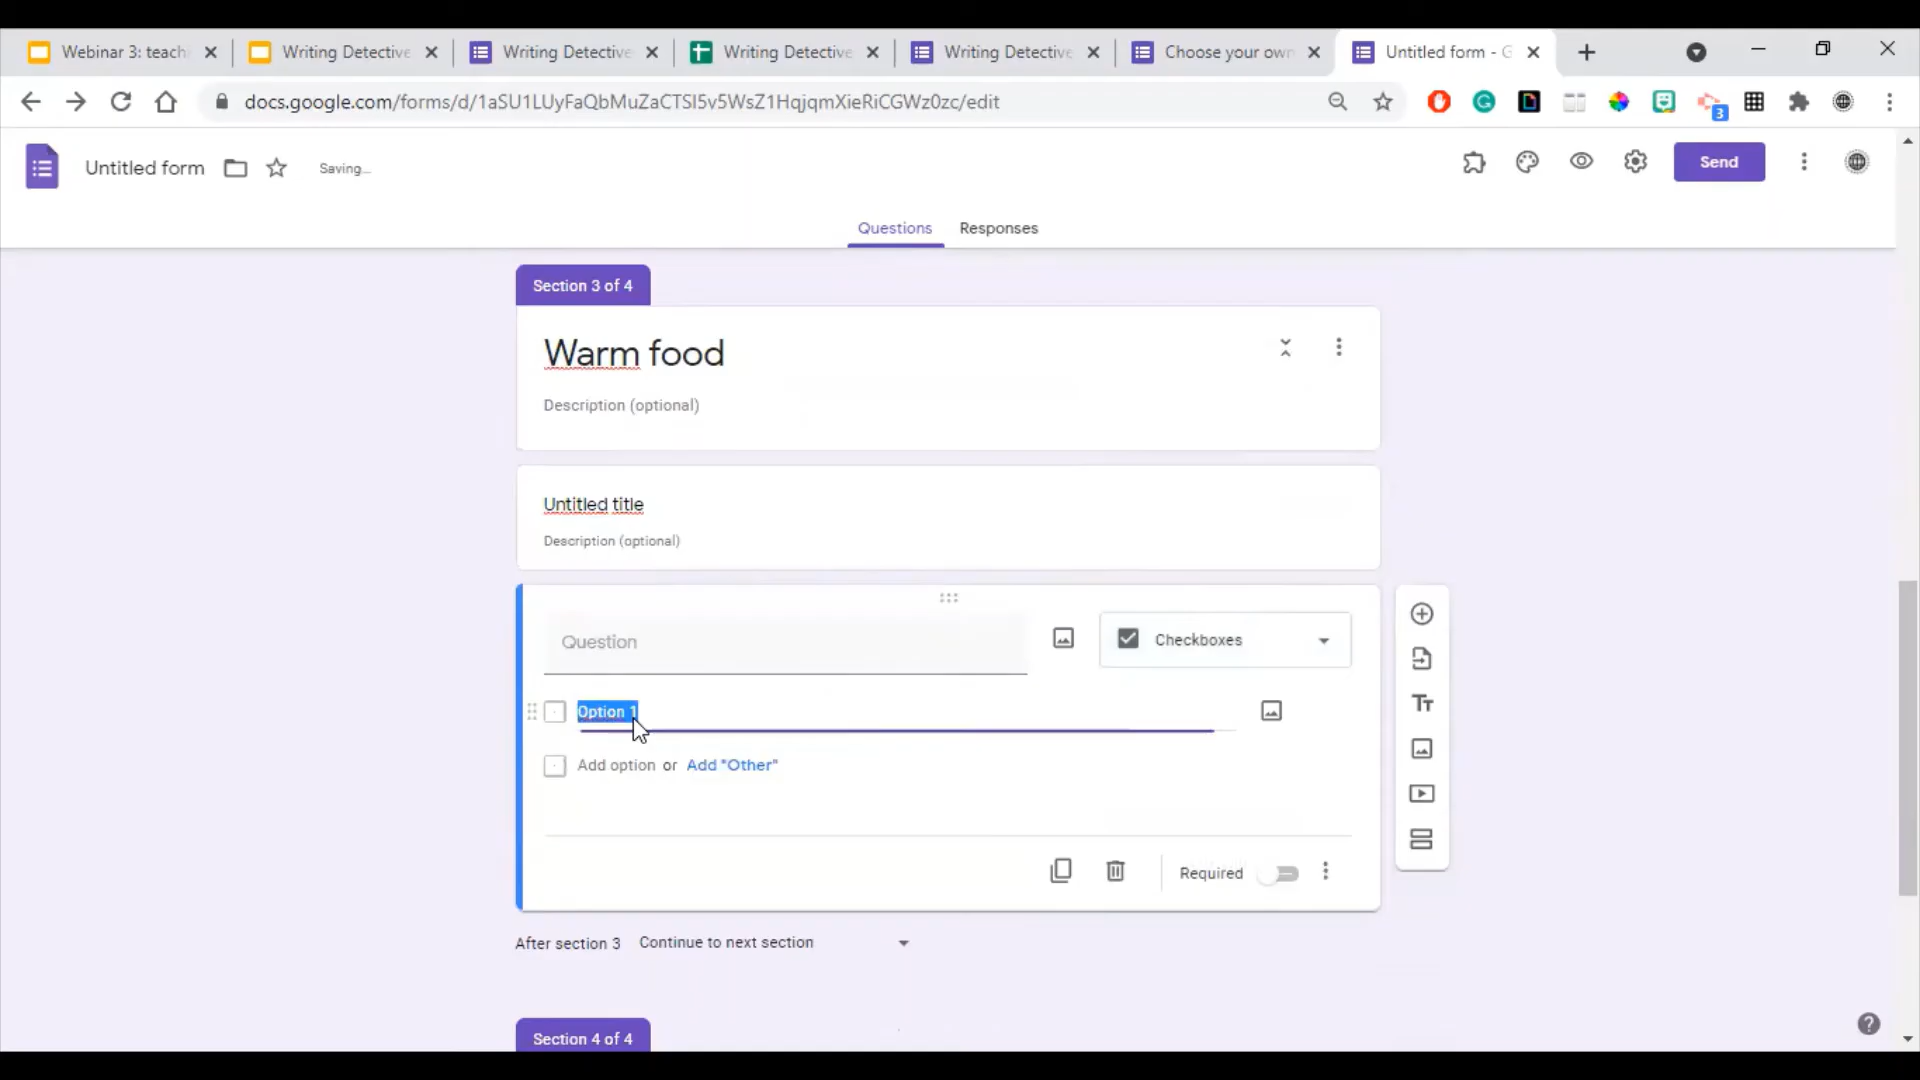 Webinar 3: teachi
Writing Detective
Writing Detective
Writing Detective
Writing Detective
Choose your own
Untitled form - G
docs.google.com/forms/d/1aSU1LUyFaQbMuZaCTSI5v5WsZ1HqjqmXieRiCGWz0zc/edit
3
Untitled form
Saving...
Send
Questions
Responses
Section 3 of 4
Warm food
Description (optional)
Untitled title
Description (optional)
Question
Checkboxes
Option 1
Add option or Add "Other"
Required
After section 3 Continue to next section
Section 4 of 4